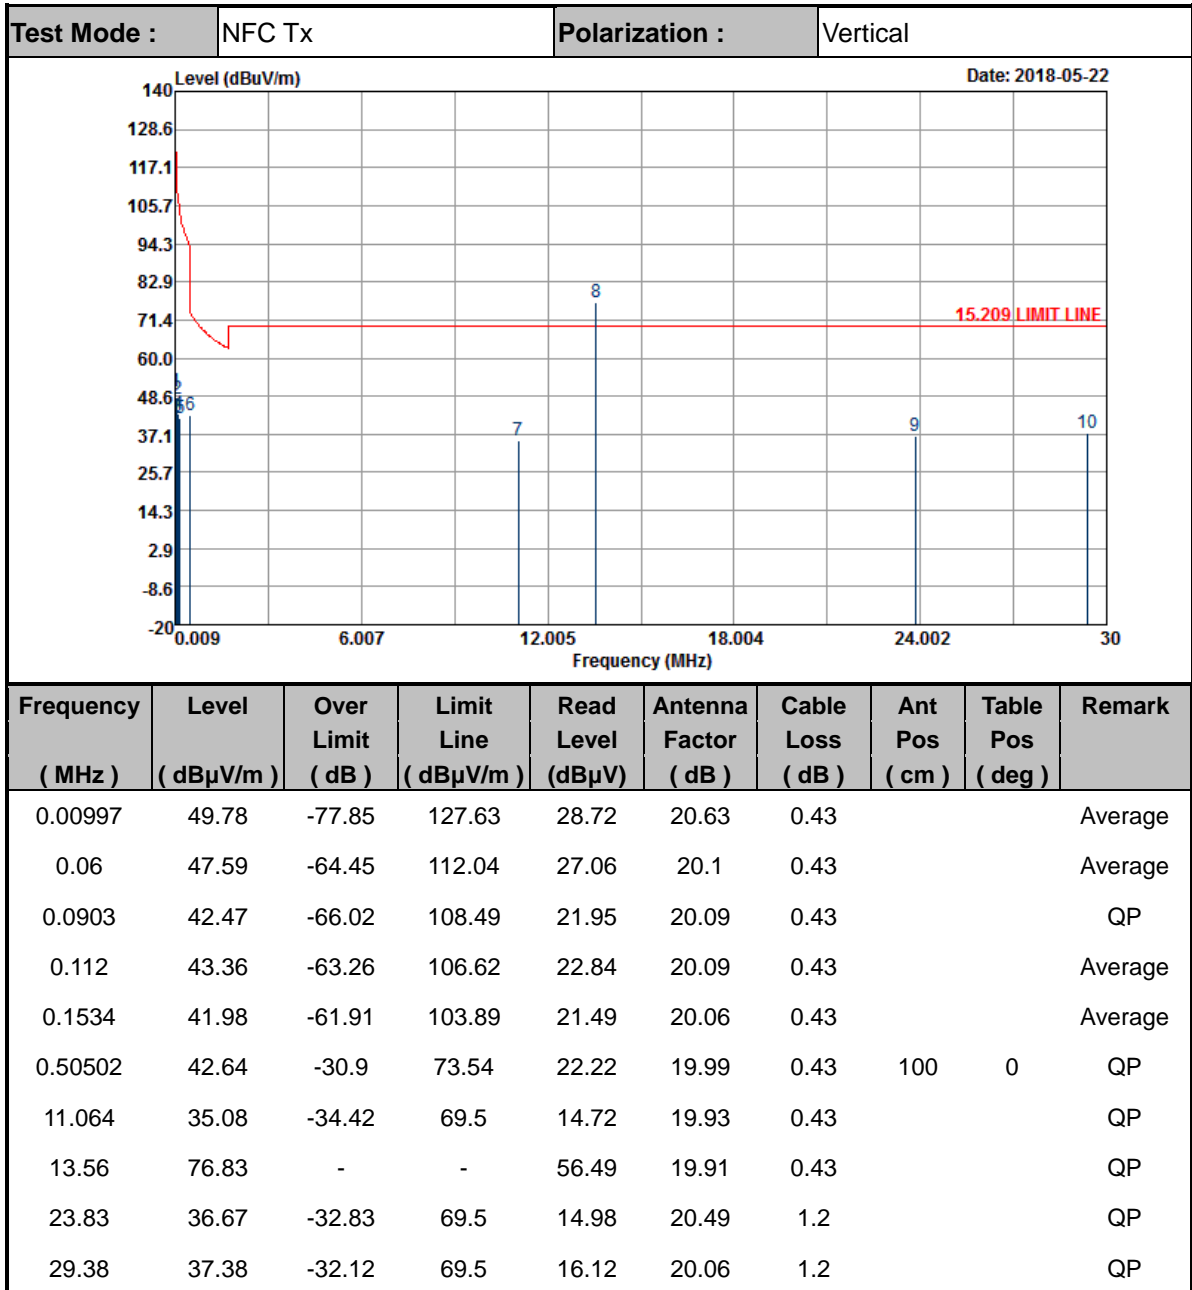 Test Mode : NFC Tx Polarization : Vertical
Level (dBuV/m) Date: 2018-05-22
140
128.6
117.1
105.7
94.3
82.9
71.4
60.0
48.6
37.1
25.7
14.3
2.9
-8.6
-20
8
15.209 LIMIT LINE
6
7
9
10
0.009 6.007 12.005 18.004 24.002 30
Frequency (MHz)
Frequency Level Over Limit Read Antenna Cable Ant Table Remark
Limit Line Level Factor Loss Pos Pos
( MHz ) ( dBµV/m ) ( dB ) ( dBµV/m ) (dBµV) ( dB ) ( dB ) ( cm ) ( deg )
0.00997 49.78 -77.85 127.63 28.72 20.63 0.43 Average
0.06 47.59 -64.45 112.04 27.06 20.1 0.43 Average
0.0903 42.47 -66.02 108.49 21.95 20.09 0.43 QP
0.112 43.36 -63.26 106.62 22.84 20.09 0.43 Average
0.1534 41.98 -61.91 103.89 21.49 20.06 0.43 Average
0.50502 42.64 -30.9 73.54 22.22 19.99 0.43 100 0 QP
11.064 35.08 -34.42 69.5 14.72 19.93 0.43 QP
13.56 76.83 - - 56.49 19.91 0.43 QP
23.83 36.67 -32.83 69.5 14.98 20.49 1.2 QP
29.38 37.38 -32.12 69.5 16.12 20.06 1.2 QP